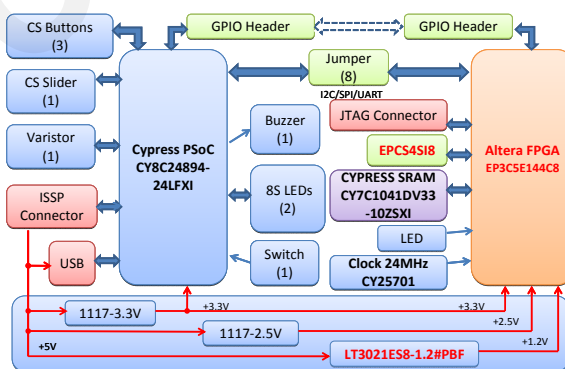 CS Buttons
(3)
GPIO Header
GPIO Header
CS Slider
(1)
Jumper
(8)
I2C/SPI/UART
Varistor
(1)
Cypress PSoC
CY8C24894-
24LFXI
Buzzer
(1)
JTAG Connector
EPCS4SI8
Altera FPGA
EP3C5E144C8
ISSP
Connector
8S LEDs
(2)
CYPRESS SRAM
CY7C1041DV33
-10ZSXI
LED
USB
Switch
(1)
Clock 24MHz
CY25701
1117-3.3V
+3.3V
+3.3V
1117-2.5V
+2.5V
+5V
LT3021ES8-1.2#PBF
+1.2V